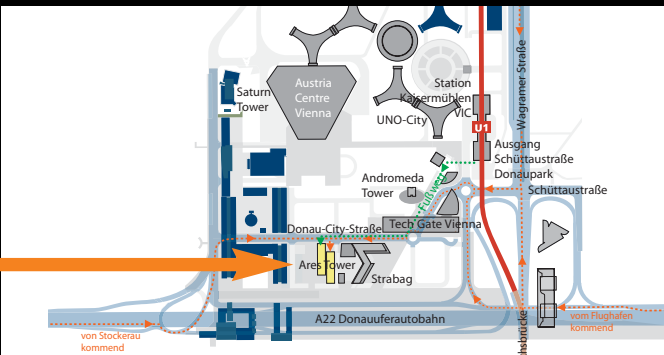 Wagramer Straße
Saturn
Tower
Austria
Centre
Vienna
Station
Kaisermühlen
VIC
UNO-City
U1
Ausgang
Schüttaustraße
Donaupark
Andromeda
Tower
Fußweg
Schüttaustraße
Donau-City-Straße
Tech Gate Vienna
Ares Tower
Strabag
A22 Donauuferautobahn
vom Flughafen
kommend
von Stockerau
kommend